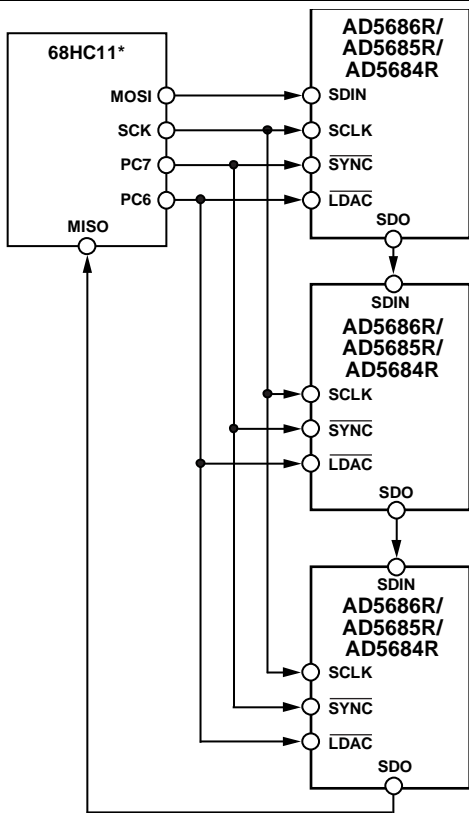 68HC11*
MOSI
SCK
PC7
PC6
MISO
AD5686R/
AD5685R/
AD5684R
SDIN
SCLK
SYNC
LDAC
SDO
SDIN
AD5686R/
AD5685R/
AD5684R
SCLK
SYNC
LDAC
SDO
SDIN
AD5686R/
AD5685R/
AD5684R
SCLK
SYNC
LDAC
SDO